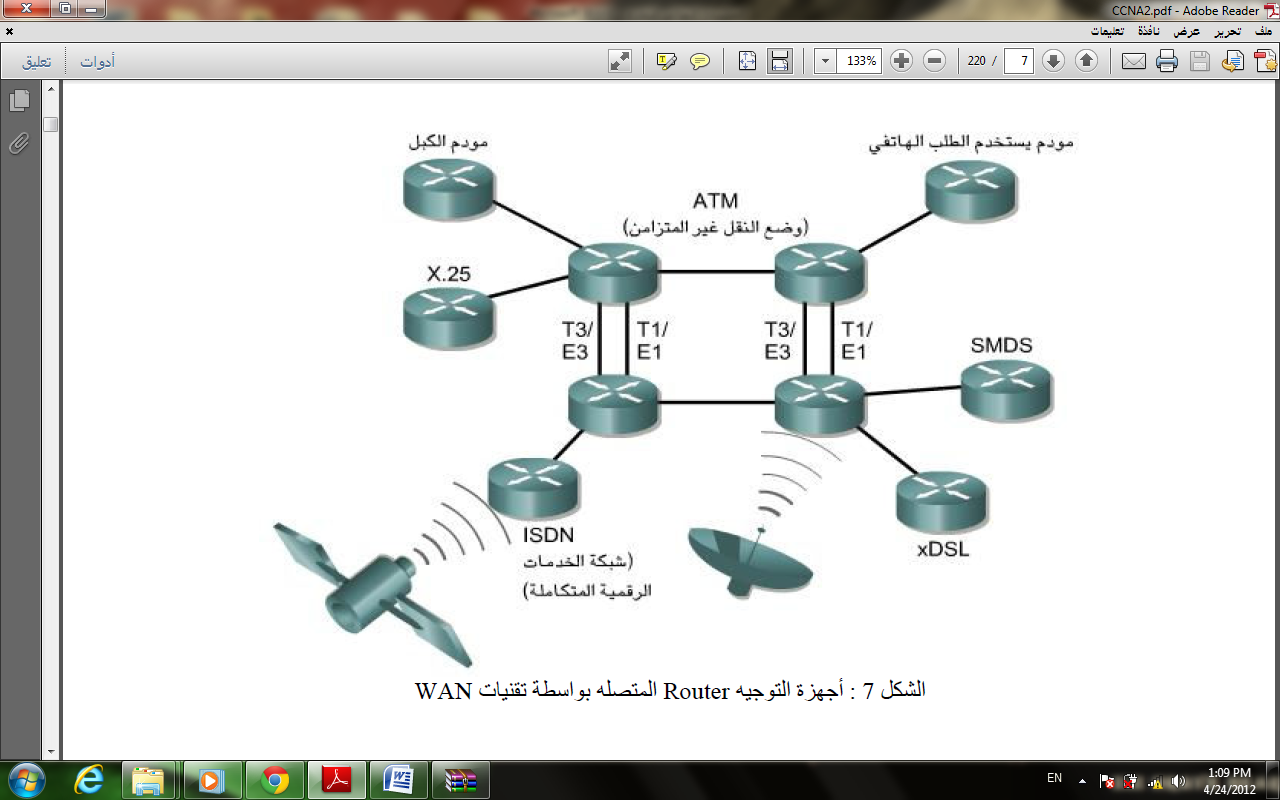 CCNA2.pdf - Adobe Reader
ملف تحرير عرض نافذة تعليمات
220 / 7
133%
أدوات
تعليق
مودم الكبل
مودم يستخدم الطلب الهاتفي
ATM
(وضع النقل غير المتزامن)
X.25
T3/
E3
T1/
E1
T3/
E3
T1/
E1
SMDS
ISDN
(شبكة الخدمات
الرقمية المتكاملة)
xDSL
الشكل 7 : أجهزة التوجيه Router المتصله بواسطة تقنيات WAN
EN
1:09 PM
4/24/2012